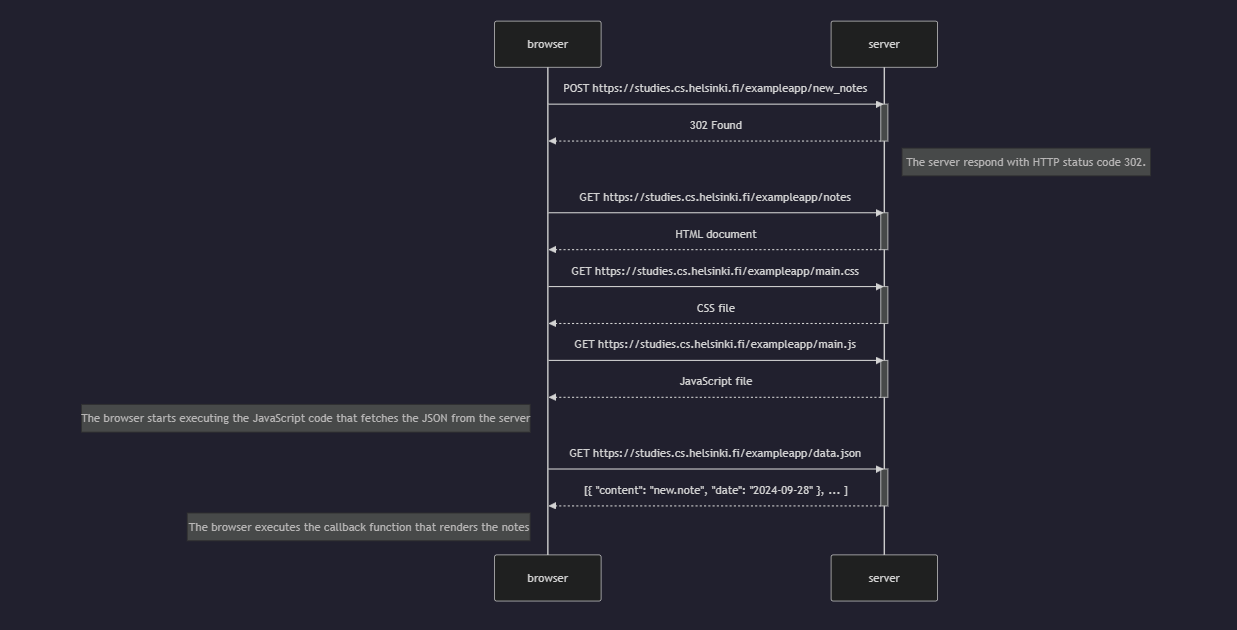 browser
server
POST https://studies.cs.helsinki.fi/exampleapp/new_notes
302 Found
The server respond with HTTP status code 302.
GET https://studies.cs.helsinki.fi/exampleapp/notes
HTML document
GET https://studies.cs.helsinki.fi/exampleapp/main.css
CSS file
GET https://studies.cs.helsinki.fi/exampleapp/main.js
JavaScript file
The browser starts executing the JavaScript code that fetches the JSON from the server
GET https://studies.cs.helsinki.fi/exampleapp/data.json
[{ "content": "new.note", "date": "2024-09-28" }, ... ]
The browser executes the callback function that renders the notes
browser
server